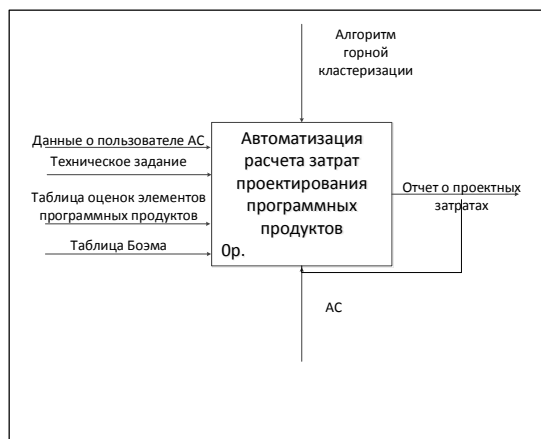 Алгоритм
горной
кластеризации
Данные о пользователе АС
Техническое задание
Таблица оценок элементов
программных продуктов
Таблица Боэма
Автоматизация
расчета затрат
проектирования
программных
продуктов
0р.
Отчет о проектных
затратах
АС